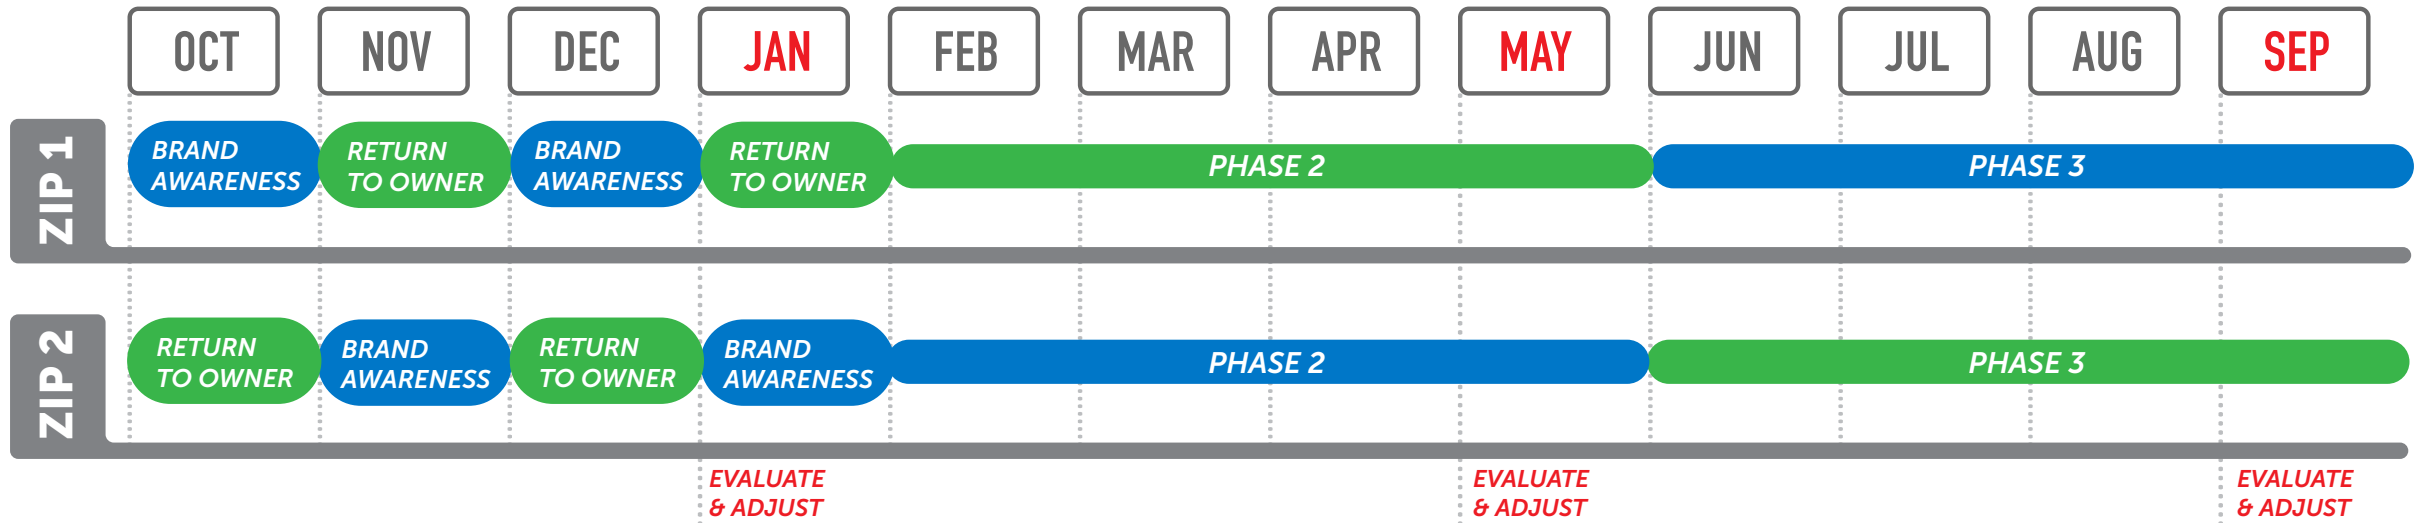 OCT NOV DEC JAN FEB MAR APR MAY JUN JUL AUG SEP
ZIP 1
BRAND
AWARENESS
RETURN
TO OWNER
BRAND
AWARENESS
RETURN
TO OWNER
PHASE 2
PHASE 3
ZIP 2
RETURN
TO OWNER
BRAND
AWARENESS
RETURN
TO OWNER
BRAND
AWARENESS
PHASE 2
PHASE 3
EVALUATE
& ADJUST
EVALUATE
& ADJUST
EVALUATE
& ADJUST